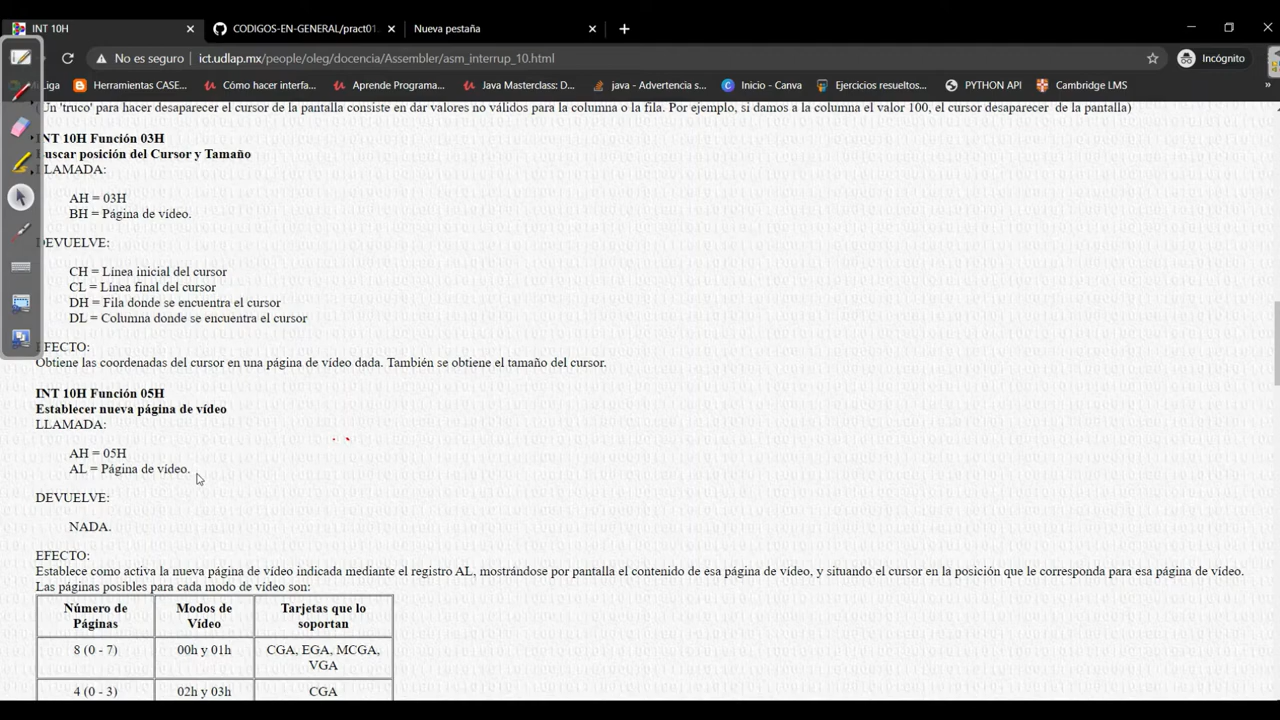 INT 10H
CODIGOS-EN-GENERAL/pract01.
Nueva pestaña
No es seguro
ict.udlap.mx/people/oleg/docencia/Assembler/asm_interrup_10.html
Incógnito
Liga
Herramientas CASE...
Cómo hacer interfa...
Aprende Programa...
Java Masterclass: D...
java - Advertencia s...
Inicio - Canva
Ejercicios resueltos...
PYTHON API
Cambridge LMS
»
(Un 'truco' para hacer desaparecer el cursor de la pantalla consiste en dar valores no válidos para la columna o la fila. Por ejemplo, si damos a la columna el valor 100, el cursor desaparecer de la pantalla)
INT 10H Función 03H
Buscar posición del Cursor y Tamaño
LLAMADA:
AH = 03H
BH = Página de vídeo.
DEVUELVE:
CH = Línea inicial del cursor
CL = Línea final del cursor
DH = Fila donde se encuentra el cursor
DL = Columna donde se encuentra el cursor
EFECTO:
Obtiene las coordenadas del cursor en una página de vídeo dada. También se obtiene el tamaño del cursor.
INT 10H Función 05H
Establecer nueva página de vídeo
LLAMADA:
AH = 05H
AL = Página de vídeo.
DEVUELVE:
NADA.
EFECTO:
Establece como activa la nueva página de vídeo indicada mediante el registro AL, mostrándose por pantalla el contenido de esa página de vídeo, y situando el cursor en la posición que le corresponda para esa página de vídeo.
Las páginas posibles para cada modo de vídeo son:
Número de Páginas
Modos de Vídeo
Tarjetas que lo soportan
8 (0 - 7)
00h y 01h
CGA, EGA, MCGA, VGA
4 (0 - 3)
02h y 03h
CGA